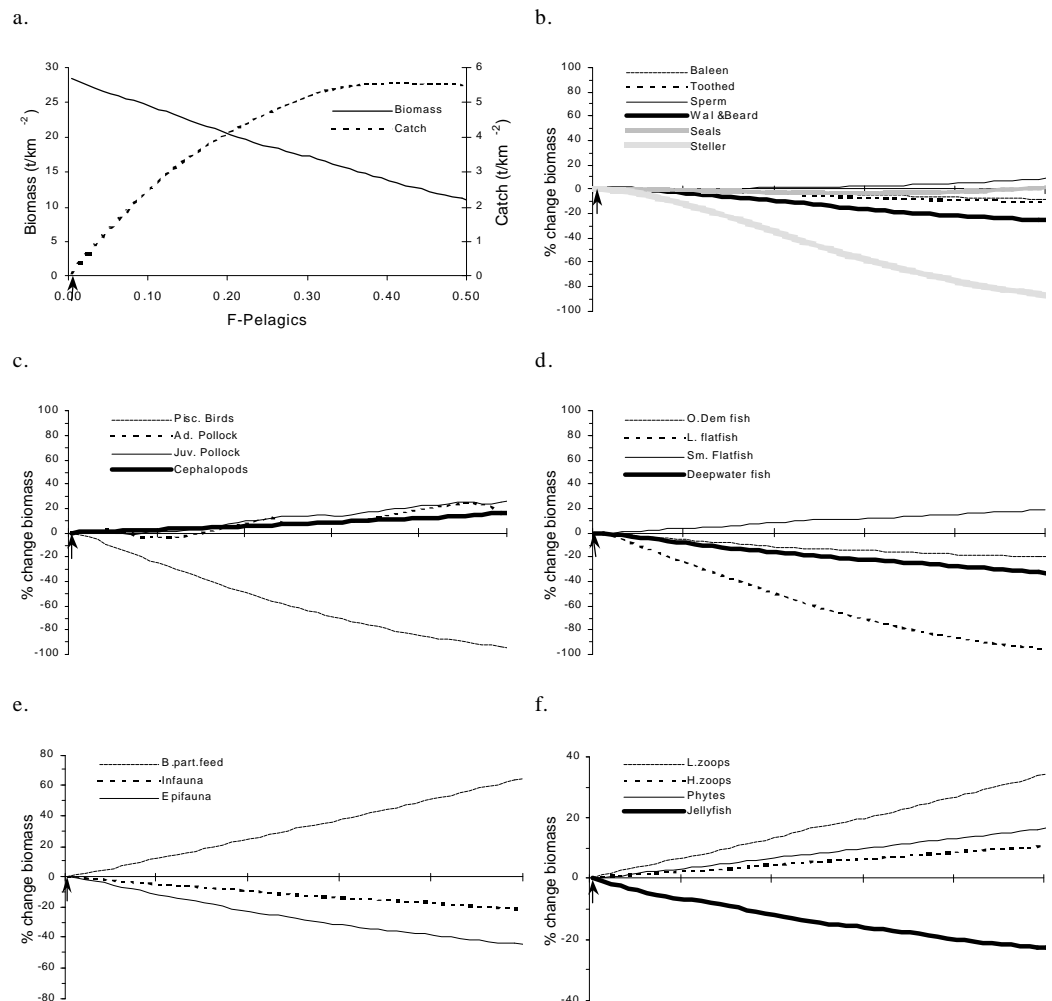 a.
30
25
20
15
10
5
0
Biomass (t/km -2)
6
5
4
3
2
1
0
Catch (t/km -2)
Biomass
Catch
0.00 0.10 0.20 0.30 0.40 0.50
F-Pelagics
b.
100
80
60
40
20
0
-20
-40
-60
-80
-100
% change biomass
Baleen
Toothed
Sperm
Wal &Beard
Seals
Steller
c.
100
80
60
40
20
0
-20
-40
-60
-80
-100
% change biomass
Pisc. Birds
Ad. Pollock
Juv. Pollock
Cephalopods
d.
100
80
60
40
20
0
-20
-40
-60
-80
-100
% change biomass
O.Dem fish
L. flatfish
Sm. Flatfish
Deepwater fish
e.
80
60
40
20
0
-20
-40
-60
-80
% change biomass
B.part.feed
Infauna
Epifauna
f.
40
20
0
-20
-40
% change biomass
L.zoops
H.zoops
Phytes
Jellyfish